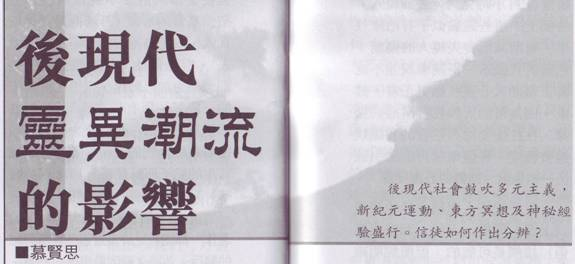 後現代
靈異潮流
的影響
■慕賢思
後現代社會鼓吹多元主義，
新紀元運動、東方冥想及神秘經
驗盛行。信徒如何作出分辨？